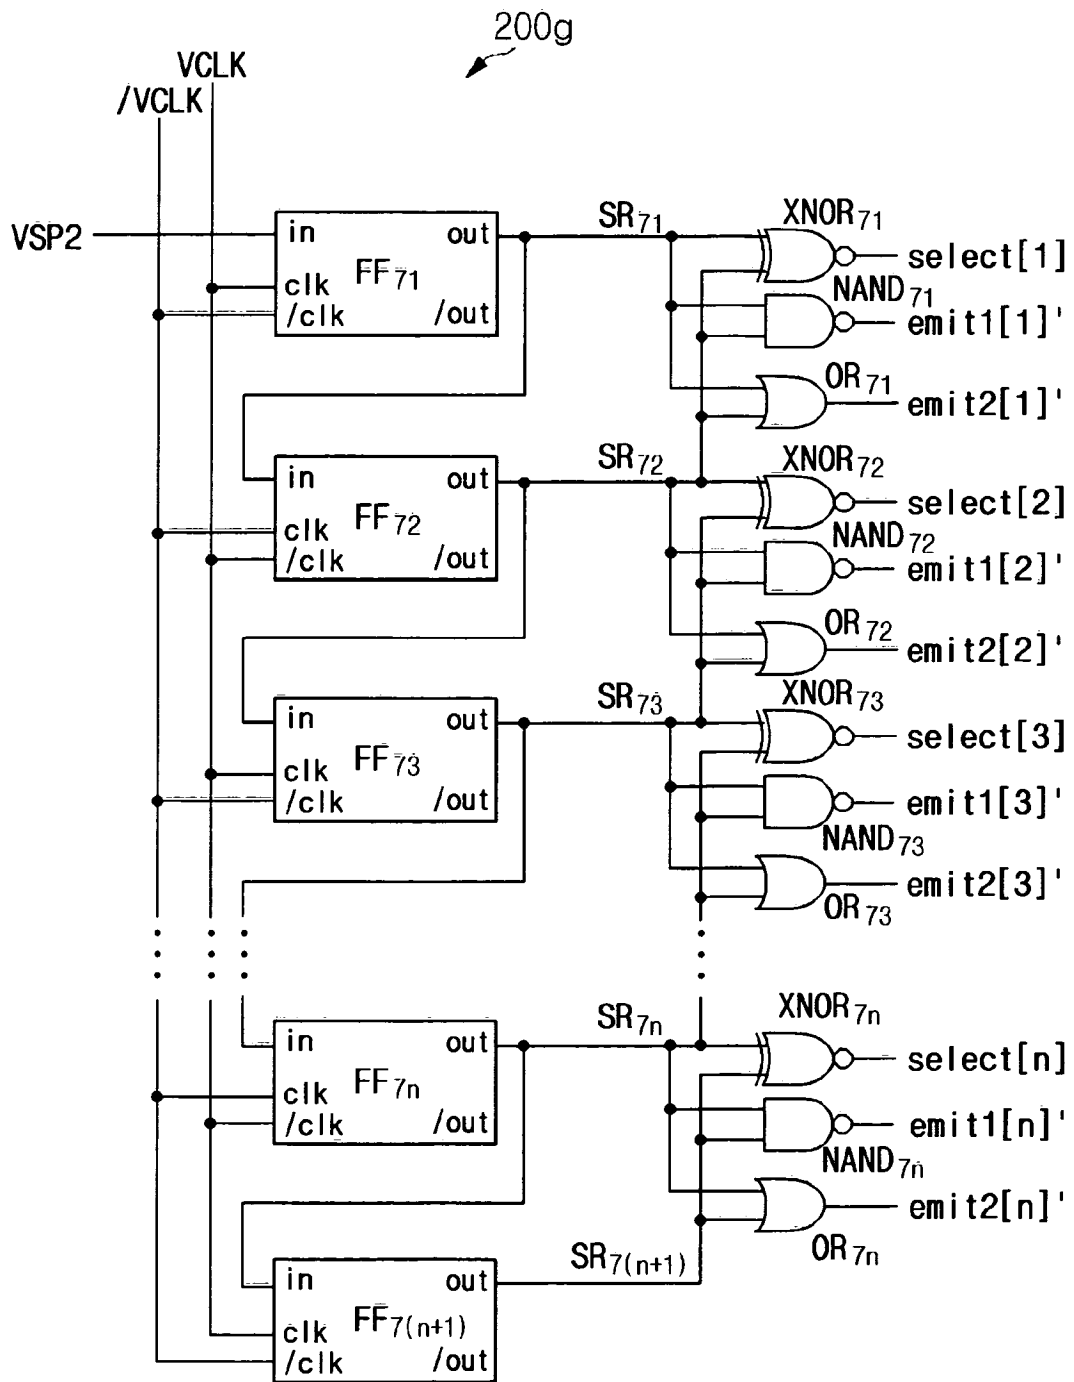 200g
VCLK
/VCLK
VSP2
in
out
FF71
clk
/clk
/out
SR71
XNOR71
select[1]
NAND71
emit1[1]'
OR71
emit2[1]'
in
out
FF72
clk
/clk
/out
SR72
XNOR72
select[2]
NAND72
emit1[2]'
OR72
emit2[2]'
in
out
FF73
clk
/clk
/out
SR73
XNOR73
select[3]
emit1[3]'
NAND73
emit2[3]'
OR73
in
out
FF7n
clk
/clk
/out
SR7n
XNOR7n
select[n]
emit1[n]'
NAND7n
emit2[n]'
OR7n
SR7(n+1)
in
out
FF7(n+1)
clk
/clk
/out